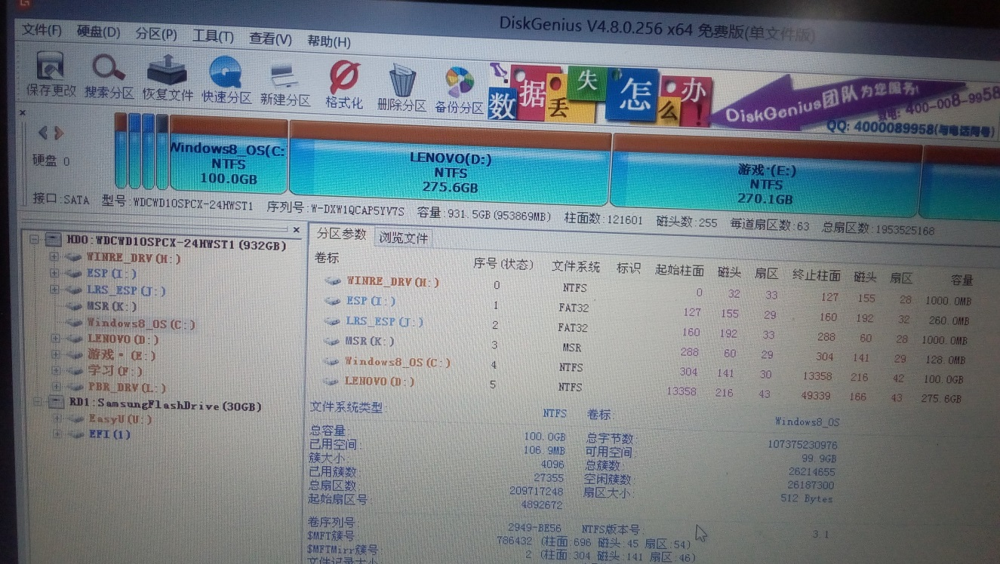 DiskGenius V4.8.0.256 x64 免费版(单文件版)
文件(F) 硬盘(D) 分区(P) 工具(T) 查看(V) 帮助(H)
保存更改 搜索分区 恢复文件 快速分区 新建分区 格式化 删除分区 备份分区
数据丢失怎么办!
DiskGenius团队为您服务!
致电: 400-008-9958
QQ: 4000089958(与电话同号)
硬盘 0
Windows8_OS(C:
NTFS
100.0GB
LENOVO(D:)
NTFS
275.6GB
游戏·(E:)
NTFS
270.1GB
接口:SATA 型号:WDCWD10SPCX-24HWST1 序列号:W-DXW1QCAP5YV7S 容量:931.5GB(953869MB) 柱面数:121601 磁头数:255 每道扇区数:63 总扇区数:1953525168
HD0:WDCWD10SPCX-24HWST1(932GB)
WINRE_DRV(H:)
ESP(I:)
LRS_ESP(J:)
MSR(K:)
Windows8_OS(C:)
LENOVO(D:)
游戏·(E:)
学习(F:)
PBR_DRV(L:)
RD1:SamsungFlashDrive(30GB)
EasyU(U:)
EFI(1)
分区参数 浏览文件
卷标 序号(状态) 文件系统 标识 起始柱面 磁头 扇区 终止柱面 磁头 扇区 容量
WINRE_DRV(H:) 0 NTFS 0 32 33 127 155 28 1000.0MB
ESP(I:) 1 FAT32 127 155 29 160 192 32 260.0MB
LRS_ESP(J:) 2 FAT32 160 192 33 288 60 28 1000.0MB
MSR(K:) 3 MSR 288 60 29 304 141 29 128.0MB
Windows8_OS(C:) 4 NTFS 304 141 30 13358 216 42 100.0GB
LENOVO(D:) 5 NTFS 13358 216 43 49339 166 43 275.6GB
文件系统类型: NTFS 卷标: Windows8_OS
总容量: 100.0GB 总字节数: 107375230976
已用空间: 106.9MB 可用空间: 99.9GB
簇大小: 4096 总簇数: 26214655
已用簇数: 27355 空闲簇数: 26187300
总扇区数: 209717248 扇区大小: 512 Bytes
起始扇区号: 4892672
卷序列号: 2949-BE56 NTFS版本号: 3.1
$MFT簇号 786432 (柱面:696 磁头:45 扇区:54)
$MFTMirr簇号: 2 (柱面:304 磁头:141 扇区:46)
文件记录大小